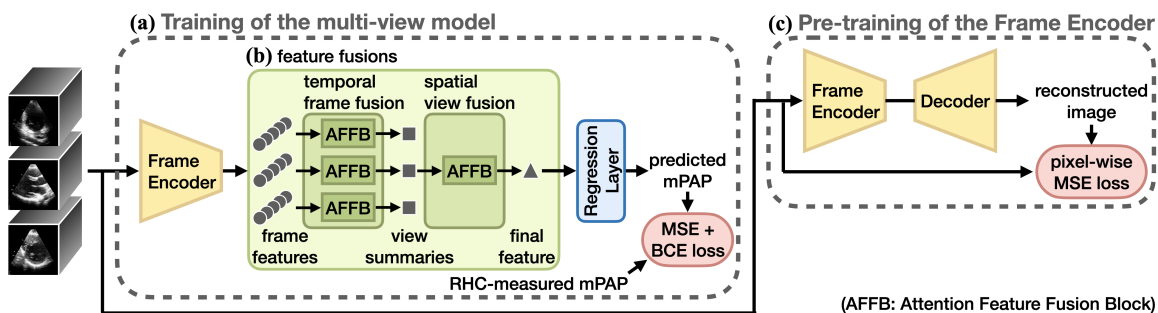 (a) Training of the multi-view model
(b) feature fusions
temporal
frame fusion
spatial
view fusion
Frame
Encoder
AFFB
AFFB
AFFB
AFFB
frame
features
view
summaries
final
feature
Regression
Layer
predicted
mPAP
MSE +
BCE loss
RHC-measured mPAP
(c) Pre-training of the Frame Encoder
Frame
Encoder
Decoder
reconstructed
image
pixel-wise
MSE loss
(AFFB: Attention Feature Fusion Block)